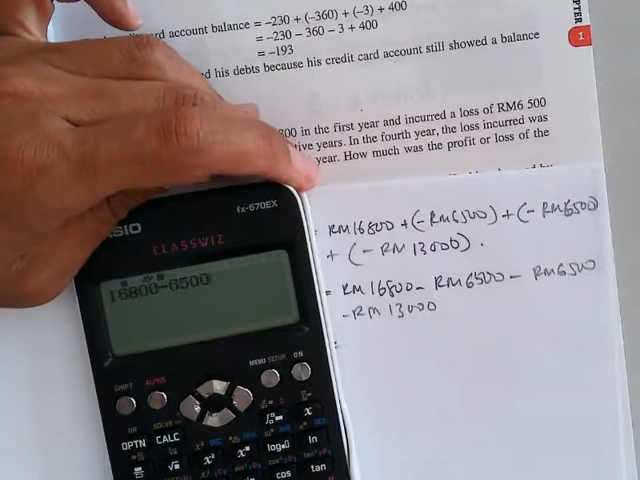 rd account balance = –230 + (–360) + (–3) + 400
= –230 – 360 – 3 + 400
= –193
d his debts because his credit card account still showed a balance
CHAPTER
1
800 in the first year and incurred a loss of RM6 500
tive years. In the fourth year, the loss incurred was
year. How much was the profit or loss of the
= RM16800 + (-RM6500) + (-RM6500)
+ (-RM13000).
= RM16800 - RM6500 - RM6500
-RM13000
=
CASIO
fx-570EX
CLASSWIZ
16800-6500
MENU SETUP ON
SHIFT ALPHA
OPTN CALC
log ln
cos tan